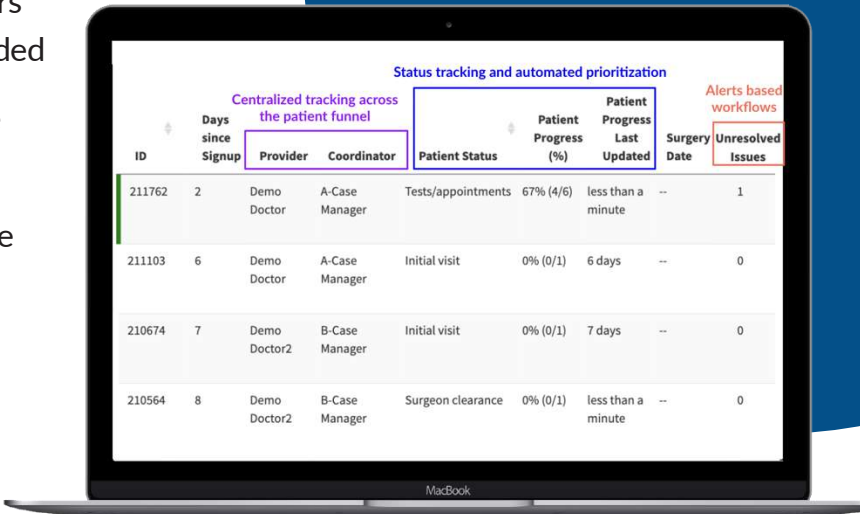 rs
ded
e
Status tracking and automated prioritization
Centralized tracking across
the patient funnel
Alerts based
workflows
ID
Days
since
Signup
Provider
Coordinator
Patient Status
Patient
Progress
(%)
Patient
Progress
Last
Updated
Surgery
Date
Unresolved
Issues
211762 2 Demo A-Case Tests/appointments 67% (4/6) less than a -- 1
Doctor Manager minute
211103 6 Demo A-Case Initial visit 0% (0/1) 6 days -- 0
Doctor Manager
210674 7 Demo B-Case Initial visit 0% (0/1) 7 days -- 0
Doctor2 Manager
210564 8 Demo B-Case Surgeon clearance 0% (0/1) less than a -- 0
Doctor2 Manager minute
MacBook